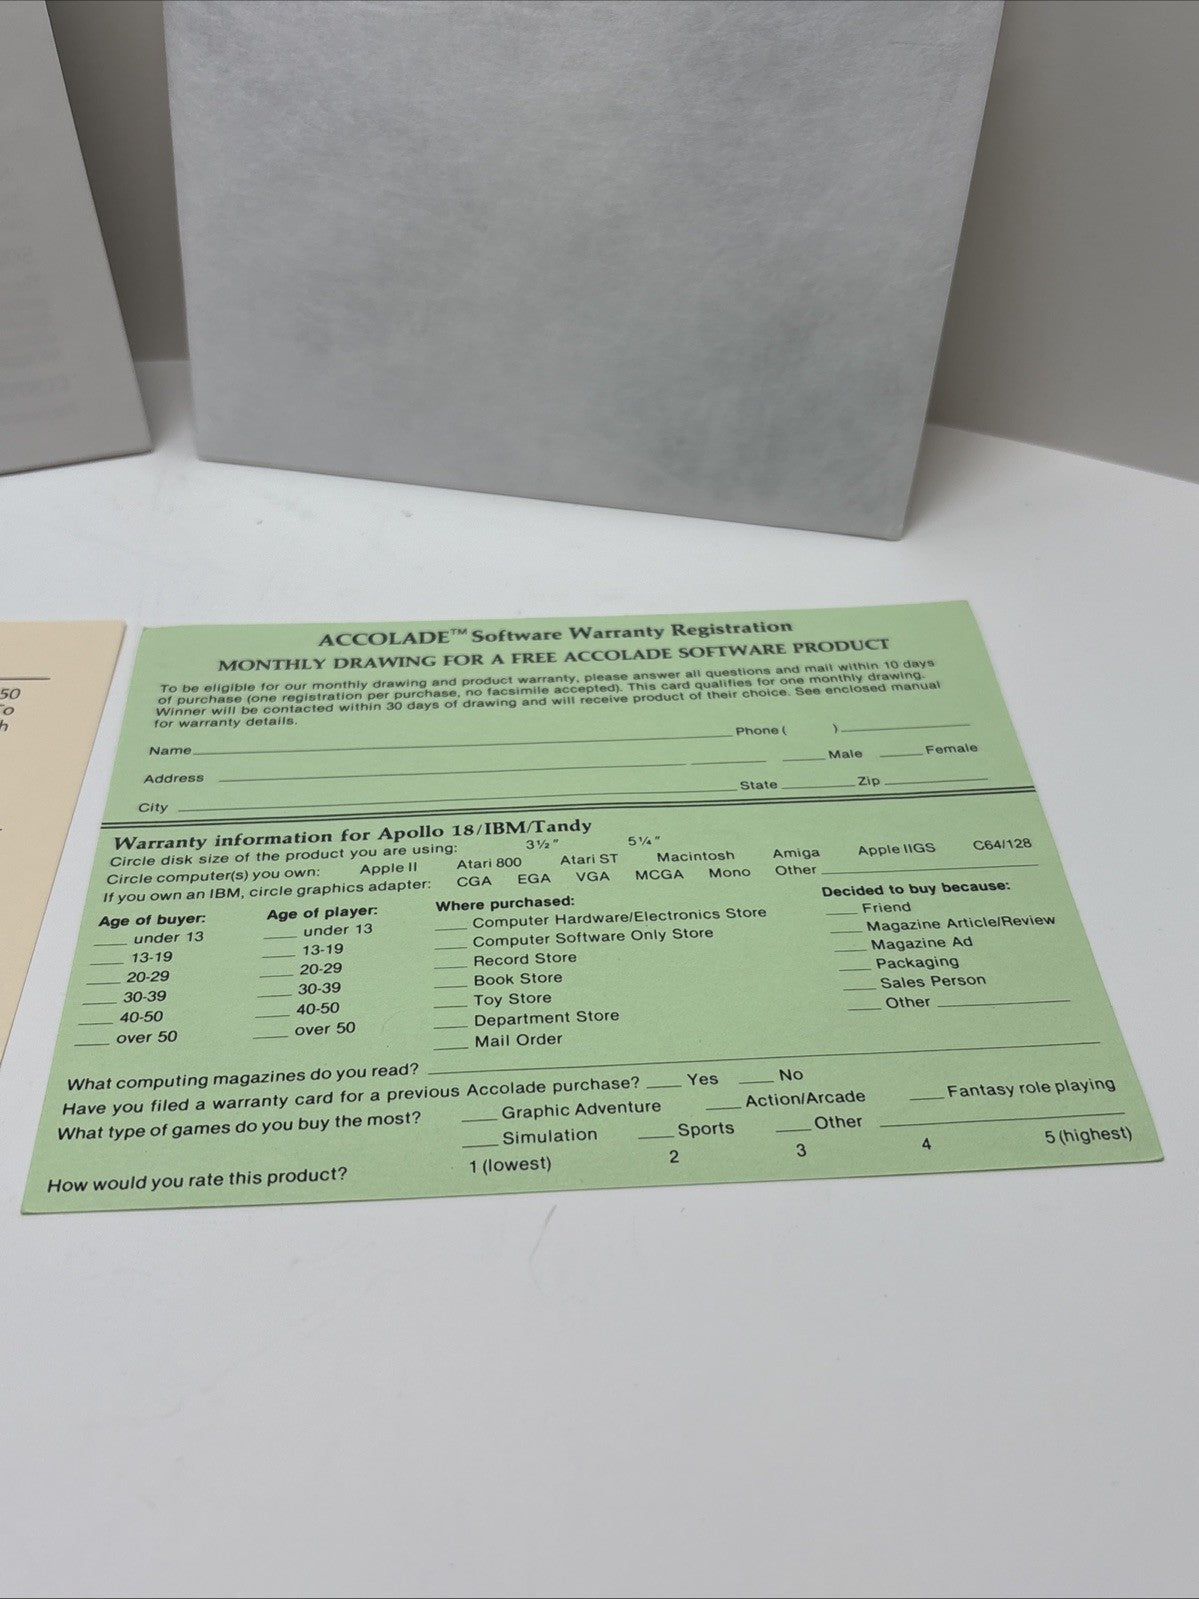 ACCOLADE™ Software Warranty Registration
MONTHLY DRAWING FOR A FREE ACCOLADE SOFTWARE PRODUCT
To be eligible for our monthly drawing and product warranty, please answer all questions and mail within 10 days
of purchase (one registration per purchase, no facsimile accepted). This card qualifies for one monthly drawing.
Winner will be contacted within 30 days of drawing and will receive product of their choice. See enclosed manual
for warranty details.
Name Phone ( )
Address Male Female
City State Zip
Warranty information for Apollo 18/IBM/Tandy
Circle disk size of the product you are using: 3½" 5¼"
Circle computer(s) you own: Apple II Atari 800 Atari ST Macintosh Amiga Apple IIGS C64/128
If you own an IBM, circle graphics adapter: CGA EGA VGA MCGA Mono Other
Age of buyer: Age of player: Where purchased: Decided to buy because:
under 13 under 13 Computer Hardware/Electronics Store Friend
13-19 13-19 Computer Software Only Store Magazine Article/Review
20-29 20-29 Record Store Magazine Ad
30-39 30-39 Book Store Packaging
40-50 40-50 Toy Store Sales Person
over 50 over 50 Department Store Other
Mail Order
What computing magazines do you read?
Have you filed a warranty card for a previous Accolade purchase? Yes No
What type of games do you buy the most? Graphic Adventure Action/Arcade Fantasy role playing
Simulation Sports Other
How would you rate this product? 1 (lowest) 2 3 4 5 (highest)
50